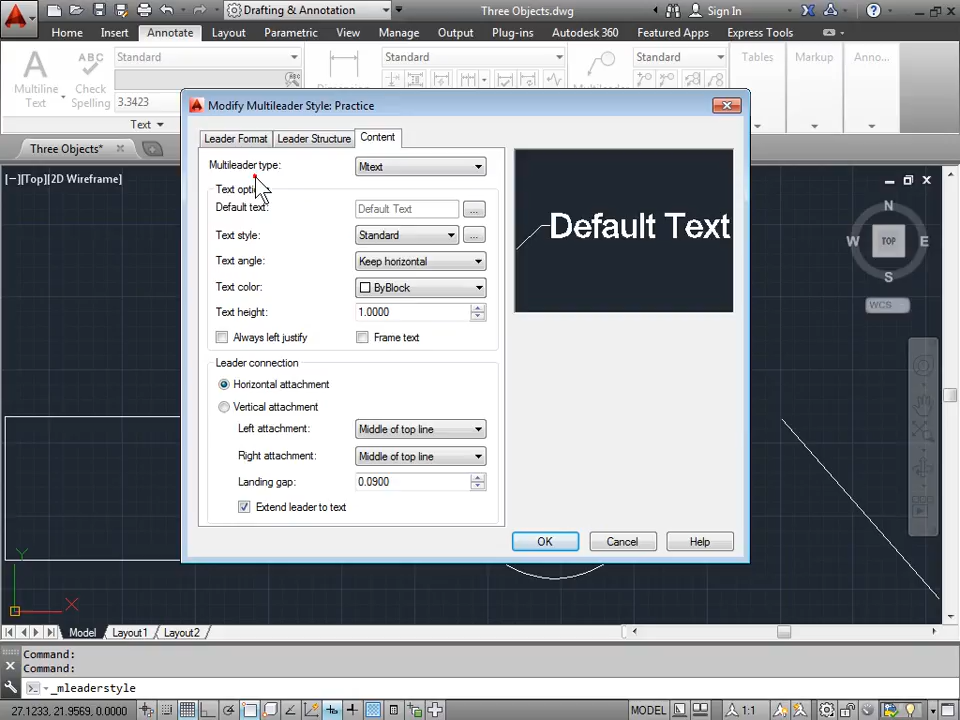 Drafting & Annotation
Three Objects.dwg
Sign In
Home Insert Annotate Layout Parametric View Manage Output Plug-ins Autodesk 360 Featured Apps Express Tools
ABC
Standard
Standard
Standard
Tables
Markup
Anno...
Multiline Text
Check Spelling
3.3423
Text
Three Objects*
Modify Multileader Style: Practice
Leader Format Leader Structure Content
[−][Top][2D Wireframe]
Multileader type: Mtext
Default text: Default Text ...
Text style: Standard ...
Text angle: Keep horizontal
Text color: ByBlock
Text height: 1.0000
Always left justify Frame text
Leader connection
Horizontal attachment
Vertical attachment
Left attachment: Middle of top line
Right attachment: Middle of top line
Landing gap: 0.0900
Extend leader to text
Default Text
OK Cancel Help
N
W TOP E
S
WCS
Y
X
Model Layout1 Layout2
Command:
Command:
_mleaderstyle
27.1233, 21.9569, 0.0000
MODEL
1:1